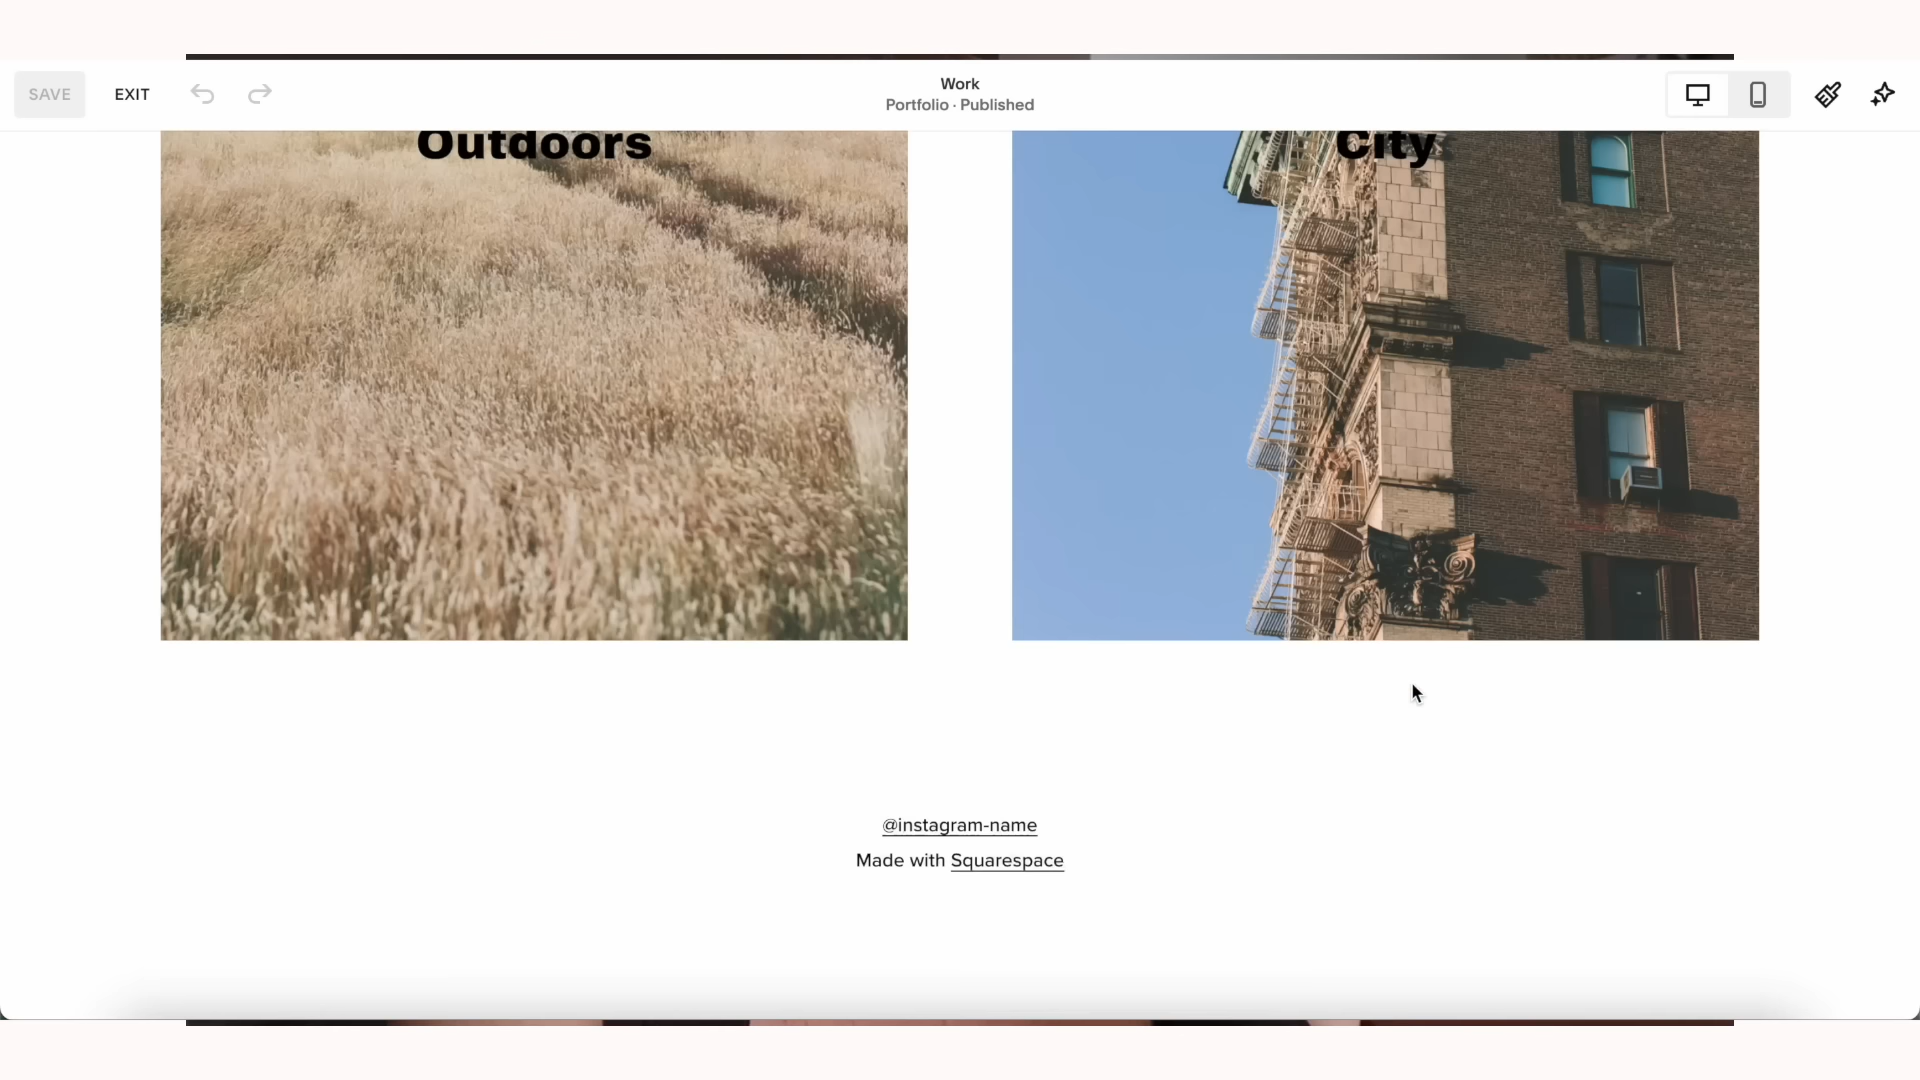 SAVE
EXIT
Work
Portfolio · Published
Outdoors
City
@instagram-name
Made with Squarespace